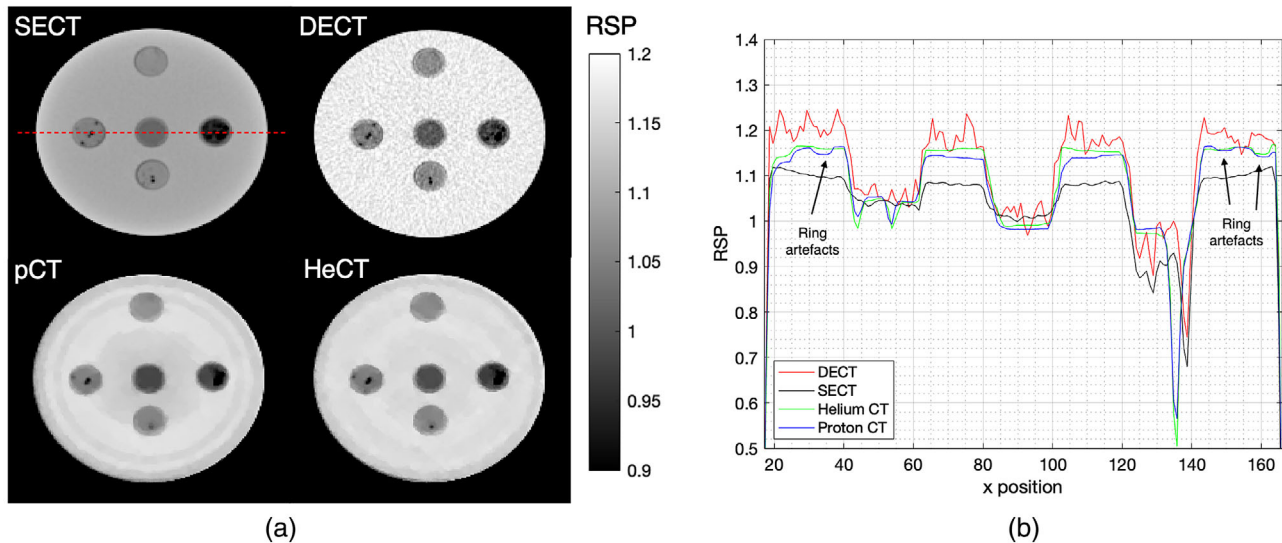 SECT
DECT
RSP
pCT
HeCT
1.2
1.15
1.1
1.05
1
0.95
0.9
(a)
1.4
1.3
1.2
1.1
1
0.9
0.8
0.7
0.6
0.5
RSP
Ring
artefacts
Ring
artefacts
DECT
SECT
Helium CT
Proton CT
20 40 60 80 100 120 140 160
x position
(b)